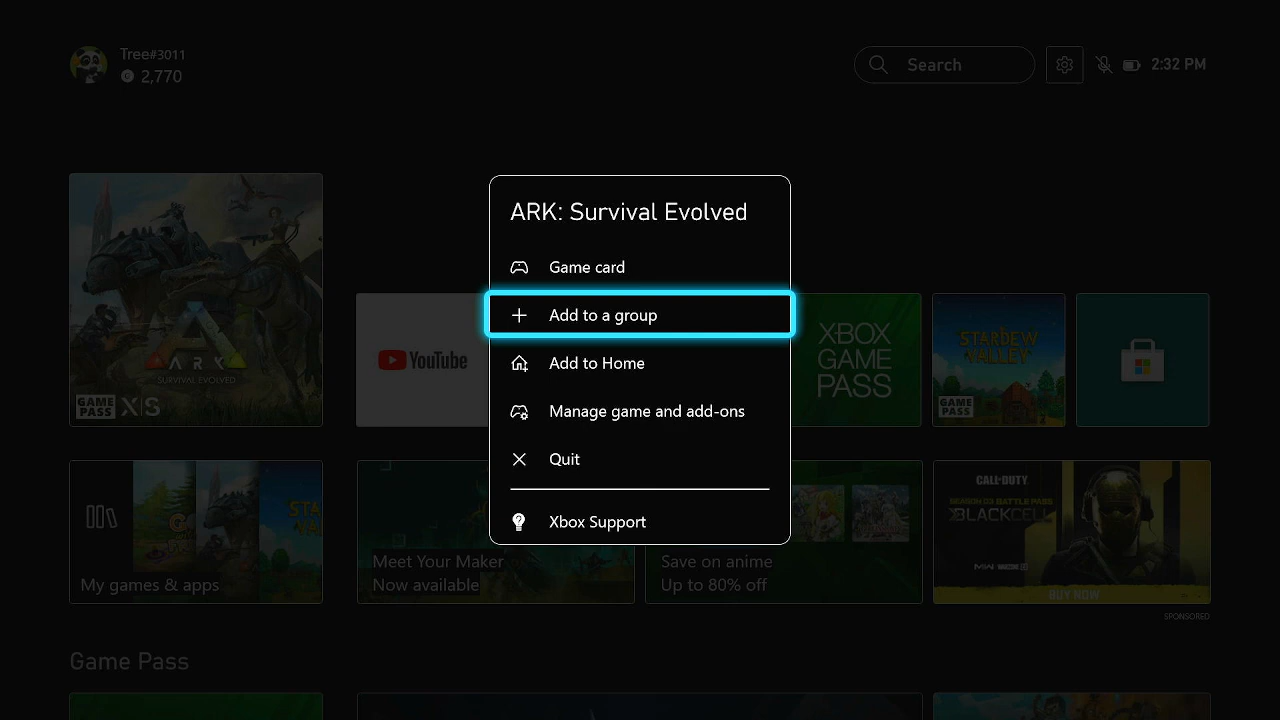 Tree#3011
2,770
Search
2:32 PM
ARK: Survival Evolved
Game card
Add to a group
Add to Home
Manage game and add-ons
Quit
Xbox Support
ARK
SURVIVAL EVOLVED
GAME PASS
X|S
YouTube
XBOX
GAME
PASS
STARDEW
VALLEY
GAME
PASS
My games & apps
Meet Your Maker
Now available
Save on anime
Up to 80% off
CALL OF DUTY
SEASON 03 BATTLE PASS
BLACKCELL
BUY NOW
SPONSORED
Game Pass